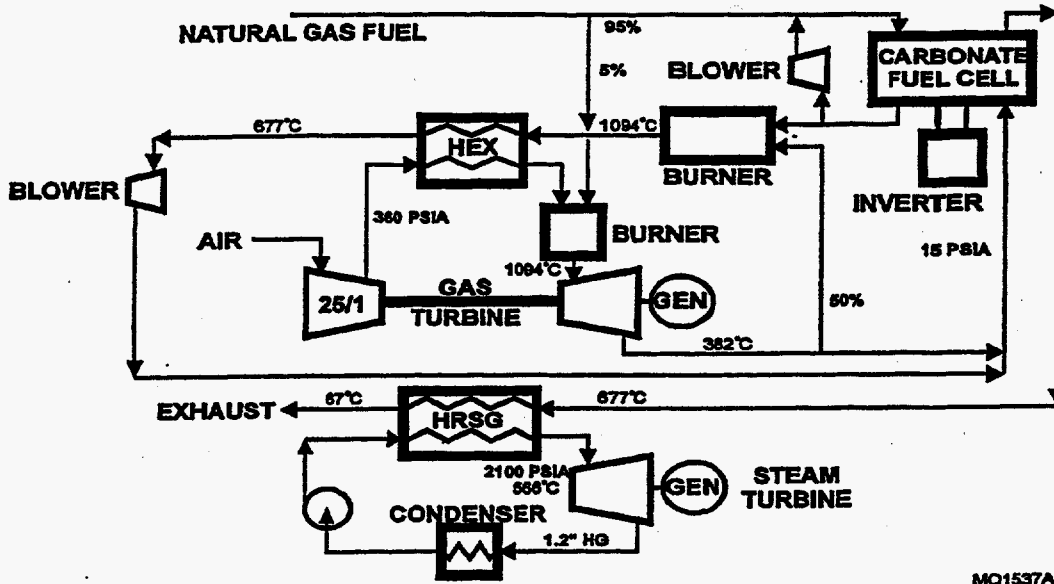 NATURAL GAS FUEL
95%
5%
BLOWER
CARBONATE
FUEL CELL
677°C
HEX
1094°C
BURNER
INVERTER
BLOWER
360 PSIA
BURNER
15 PSIA
AIR
1094°C
25/1
GAS
TURBINE
GEN
50%
382°C
EXHAUST
67°C
HRSG
677°C
2100 PSIA
566°C
GEN
STEAM
TURBINE
CONDENSER
1.2" HG
MO1537A